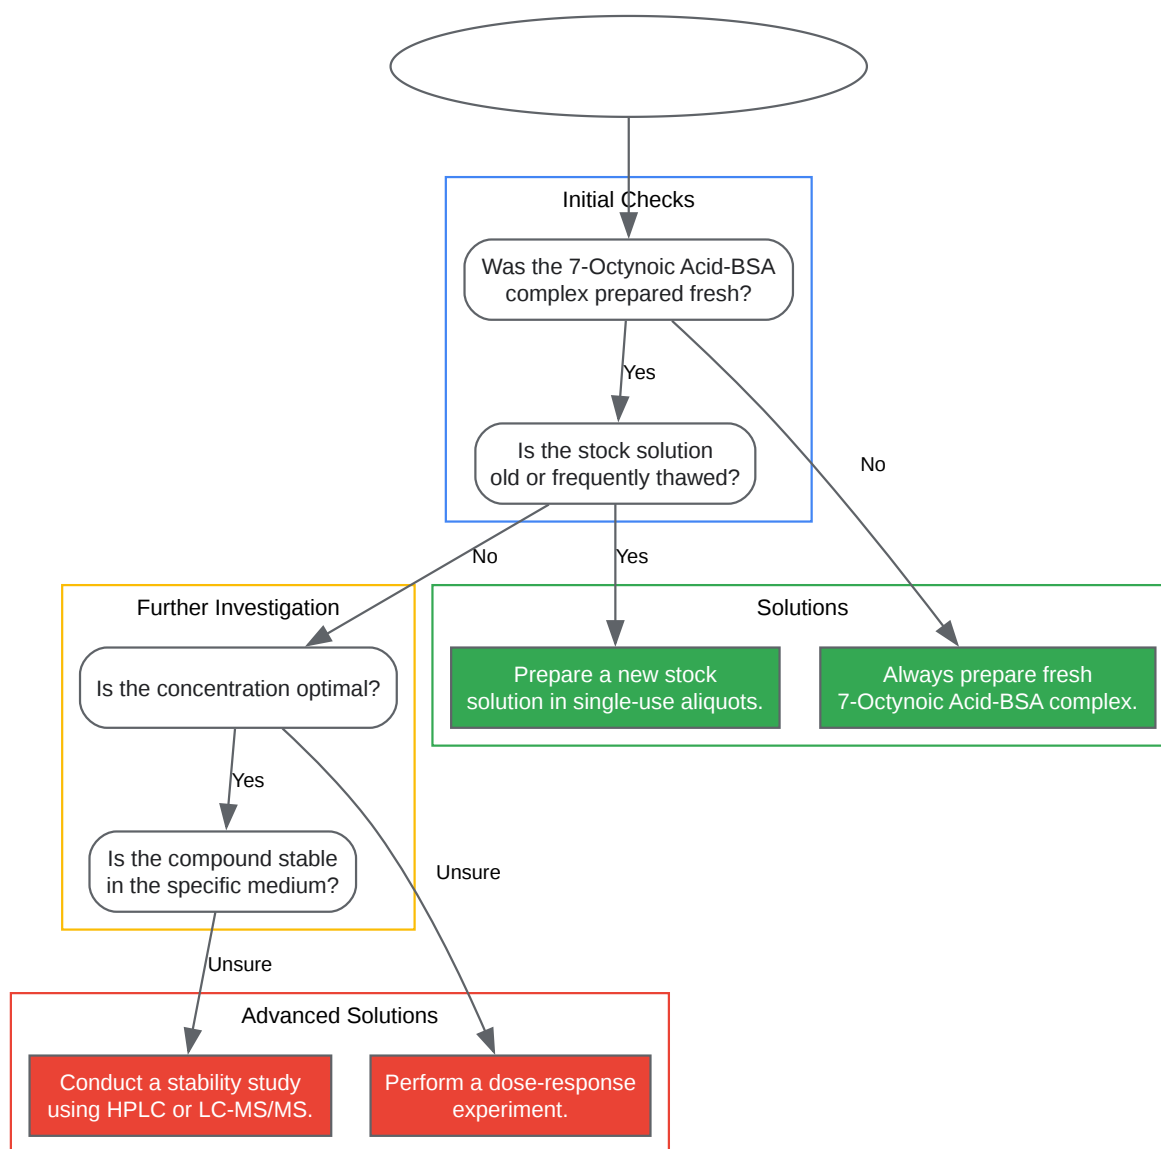 Initial Checks
Was the 7-Octynoic Acid-BSA
complex prepared fresh?
Yes
No
Is the stock solution
old or frequently thawed?
No
Yes
Further Investigation
Solutions
Is the concentration optimal?
Prepare a new stock
solution in single-use aliquots.
Always prepare fresh
7-Octynoic Acid-BSA complex.
Yes
Unsure
Is the compound stable
in the specific medium?
Unsure
Advanced Solutions
Conduct a stability study
using HPLC or LC-MS/MS.
Perform a dose-response
experiment.